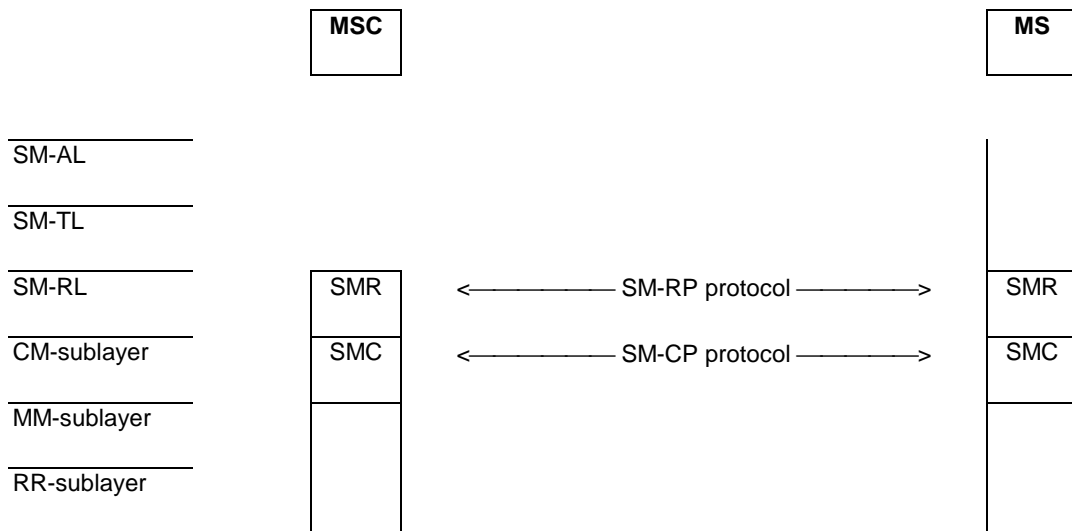 MSC MS
SM-AL
SM-TL
SM-RL SMR <—————— SM-RP protocol ——————> SMR
CM-sublayer SMC <—————— SM-CP protocol ——————> SMC
MM-sublayer
RR-sublayer